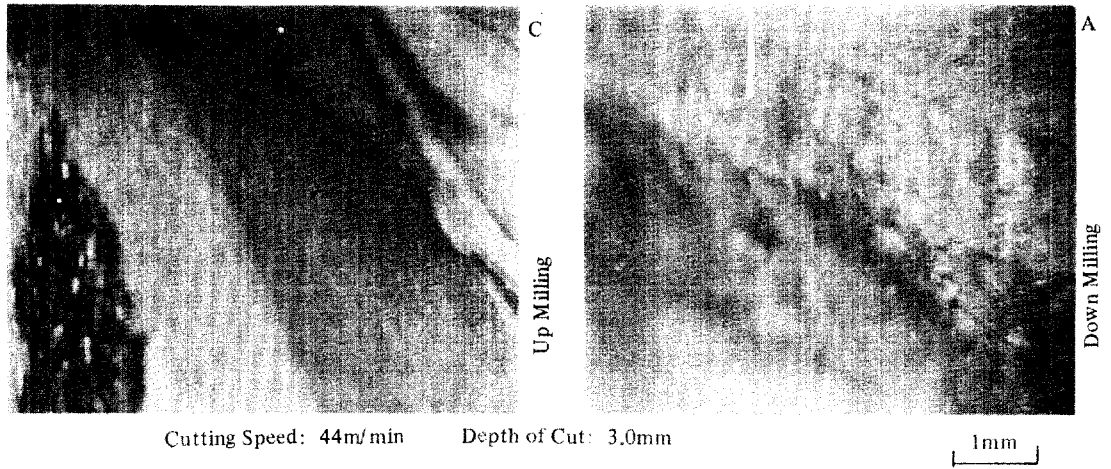 C
Up Milling
A
Down Milling
Cutting Speed: 44m/min Depth of Cut: 3.0mm
1mm